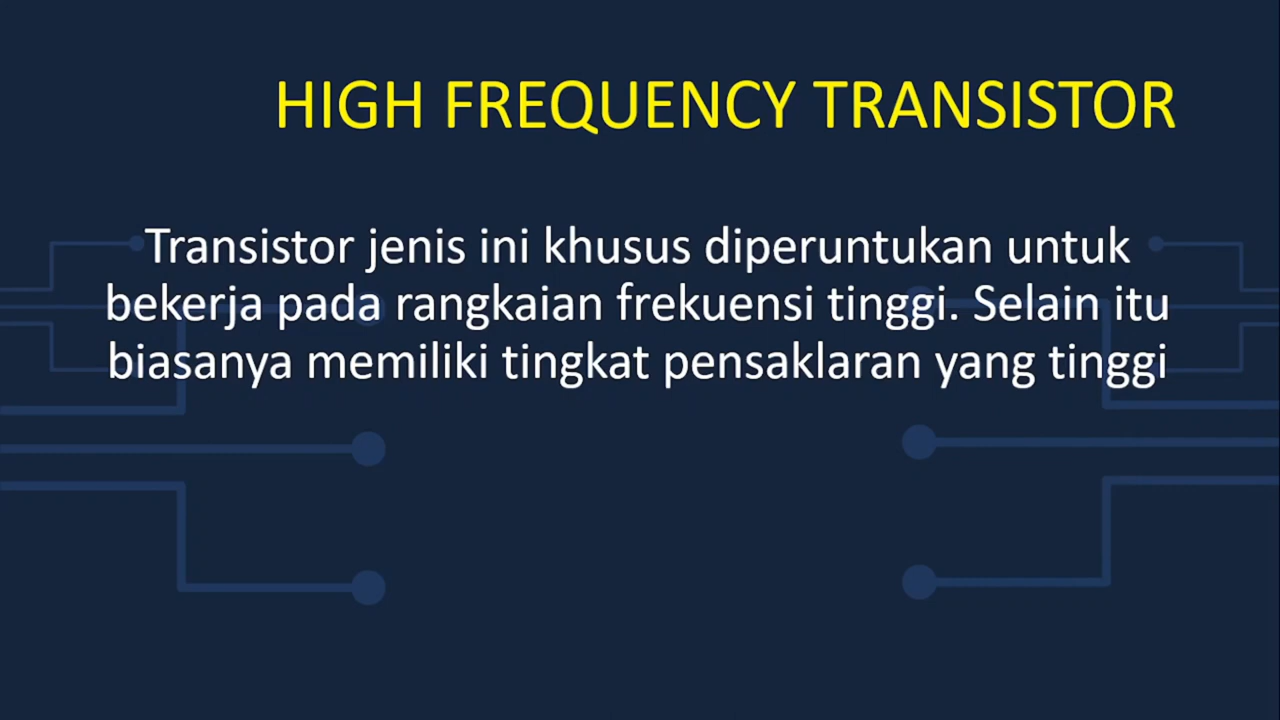 HIGH FREQUENCY TRANSISTOR
Transistor jenis ini khusus diperuntukan untuk
bekerja pada rangkaian frekuensi tinggi. Selain itu
biasanya memiliki tingkat pensaklaran yang tinggi